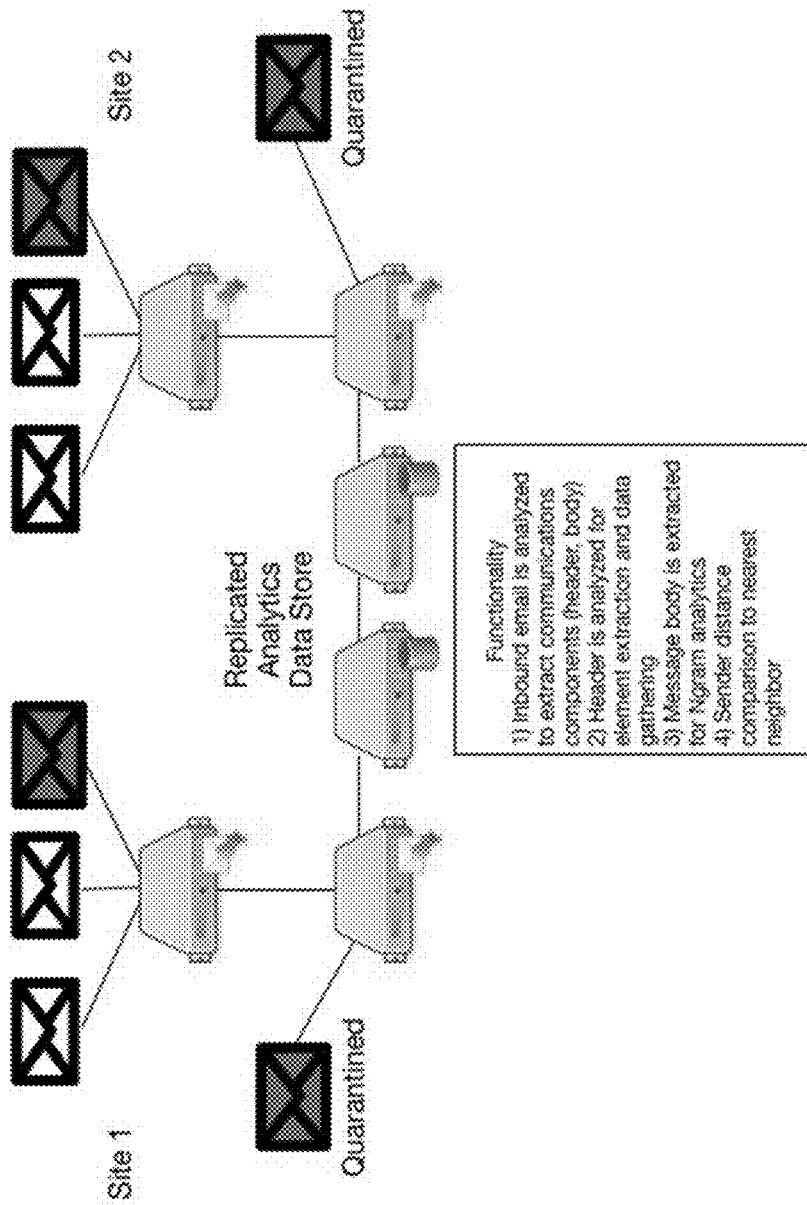 Site 1
Site 2
Replicated
Analytics
Data Store
Quarantined
Quarantined
Functionality
1) Inbound email is analyzed
to extract communications
components (header, body)
2) Header is analyzed for
element extraction and data
gathering
3) Message body is extracted
for Ngram analytics
4) Sender distance
comparison to nearest
neighbor